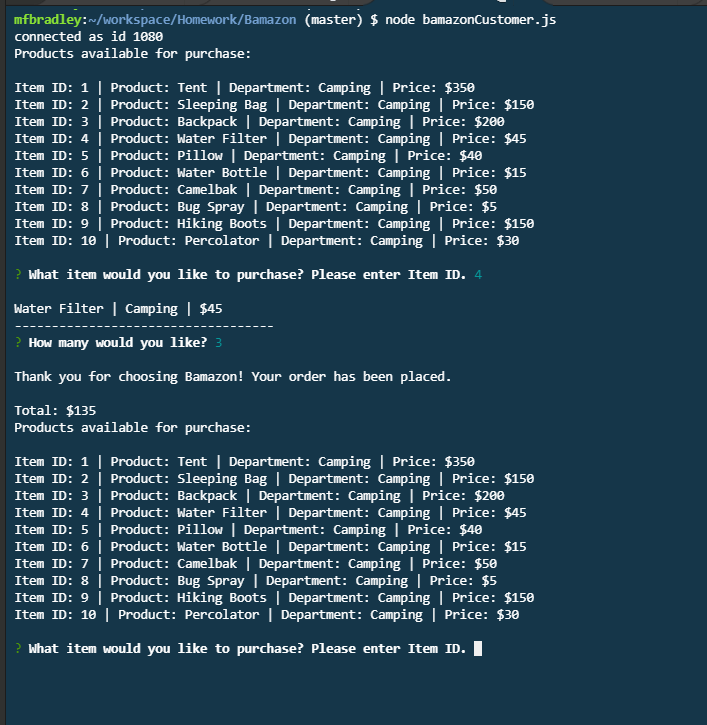 mfbradley:~/workspace/Homework/Bamazon (master) $ node bamazonCustomer.js
connected as id 1080
Products available for purchase:
Item ID: 1 | Product: Tent | Department: Camping | Price: $350
Item ID: 2 | Product: Sleeping Bag | Department: Camping | Price: $150
Item ID: 3 | Product: Backpack | Department: Camping | Price: $200
Item ID: 4 | Product: Water Filter | Department: Camping | Price: $45
Item ID: 5 | Product: Pillow | Department: Camping | Price: $40
Item ID: 6 | Product: Water Bottle | Department: Camping | Price: $15
Item ID: 7 | Product: Camelbak | Department: Camping | Price: $50
Item ID: 8 | Product: Bug Spray | Department: Camping | Price: $5
Item ID: 9 | Product: Hiking Boots | Department: Camping | Price: $150
Item ID: 10 | Product: Percolator | Department: Camping | Price: $30
? What item would you like to purchase? Please enter Item ID. 4
Water Filter | Camping | $45
-----------------------------------
? How many would you like? 3
Thank you for choosing Bamazon! Your order has been placed.
Total: $135
Products available for purchase:
Item ID: 1 | Product: Tent | Department: Camping | Price: $350
Item ID: 2 | Product: Sleeping Bag | Department: Camping | Price: $150
Item ID: 3 | Product: Backpack | Department: Camping | Price: $200
Item ID: 4 | Product: Water Filter | Department: Camping | Price: $45
Item ID: 5 | Product: Pillow | Department: Camping | Price: $40
Item ID: 6 | Product: Water Bottle | Department: Camping | Price: $15
Item ID: 7 | Product: Camelbak | Department: Camping | Price: $50
Item ID: 8 | Product: Bug Spray | Department: Camping | Price: $5
Item ID: 9 | Product: Hiking Boots | Department: Camping | Price: $150
Item ID: 10 | Product: Percolator | Department: Camping | Price: $30
? What item would you like to purchase? Please enter Item ID.